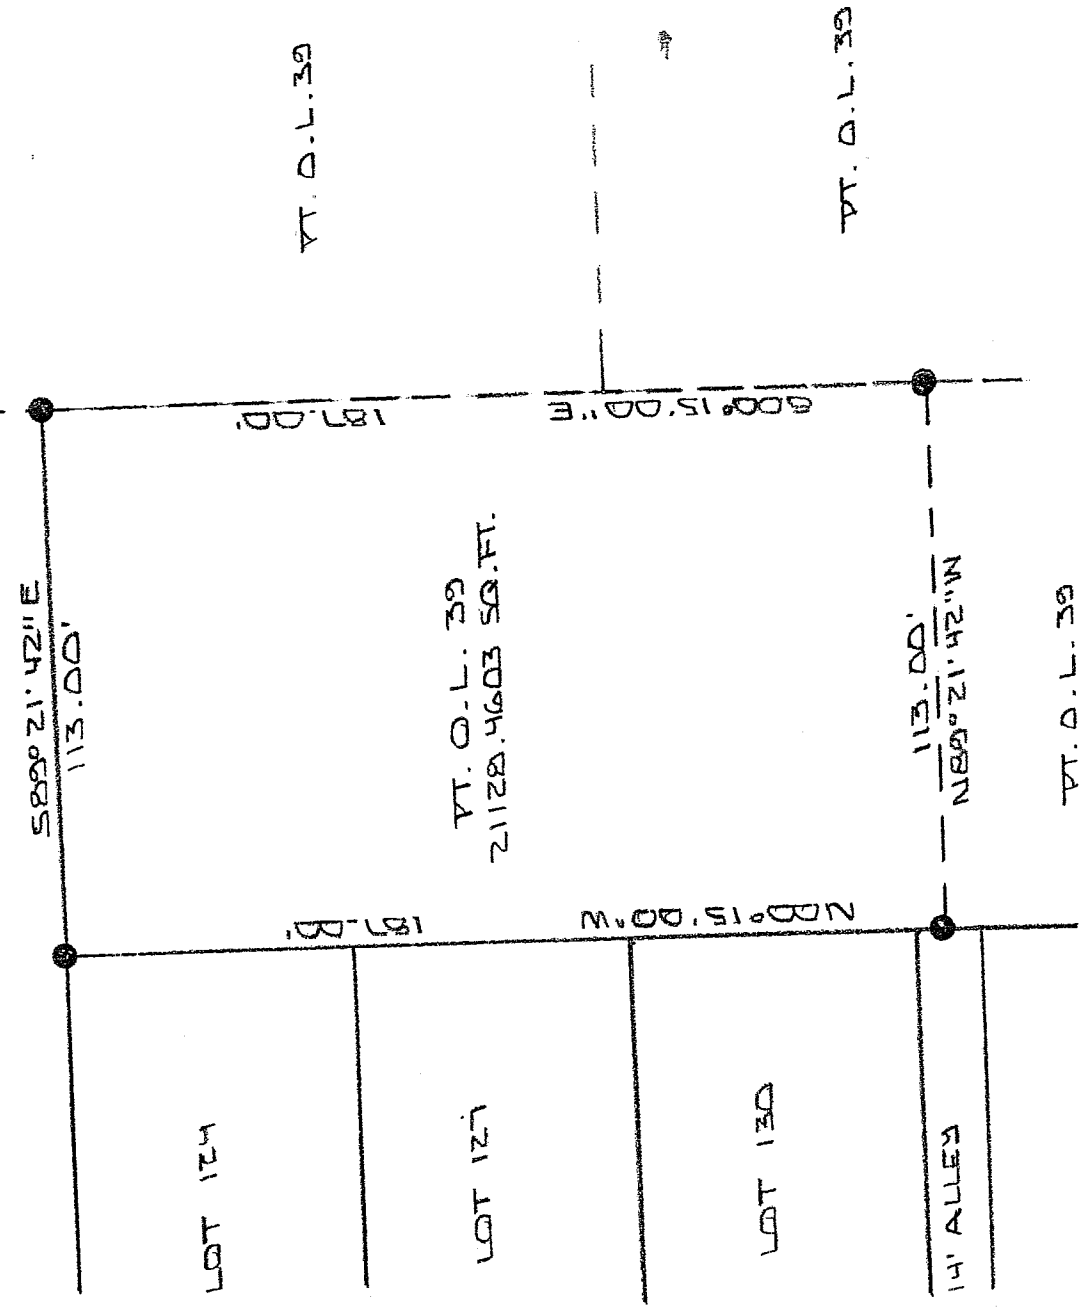 PT. O.L. 39
PT. O.L. 39
187.00'
S00°15'00"E
S89°21'42"E
113.00'
PT. O.L. 39
21128.4603 SQ.FT.
113.00'
N89°21'42"W
PT. O.L. 39
187.00'
N00°15'00"W
LOT 124
LOT 127
LOT 130
14' ALLEY